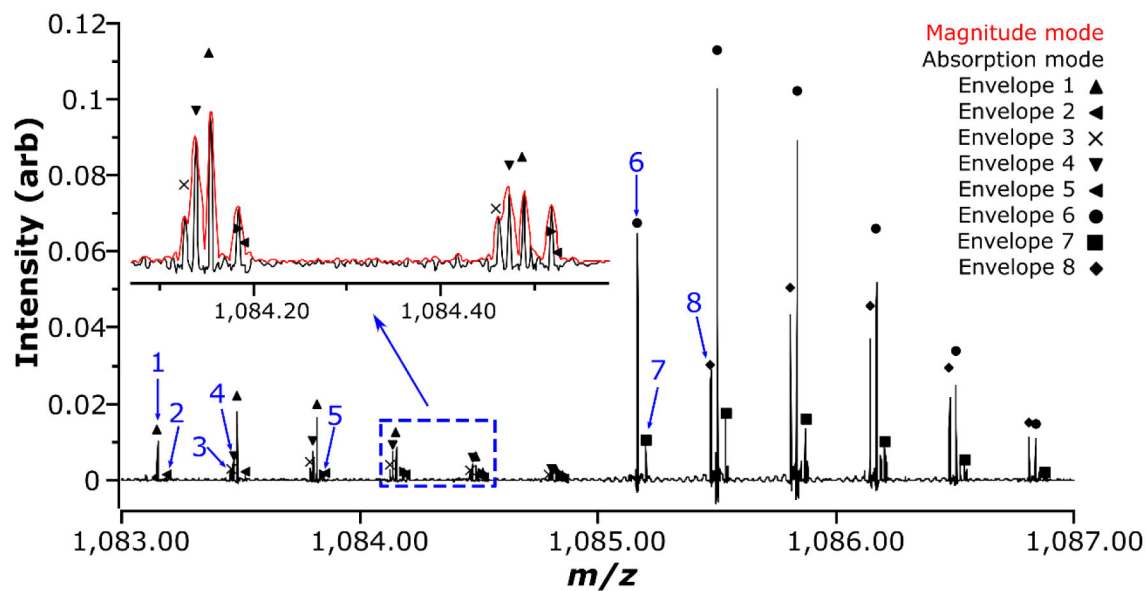 0.12
0.1
0.08
0.06
0.04
0.02
0
Intensity (arb)
Magnitude mode
Absorption mode
Envelope 1
Envelope 2
Envelope 3
Envelope 4
Envelope 5
Envelope 6
Envelope 7
Envelope 8
1,084.20
1,084.40
1
2
3
4
5
6
7
8
1,083.00
1,084.00
1,085.00
1,086.00
1,087.00
m/z